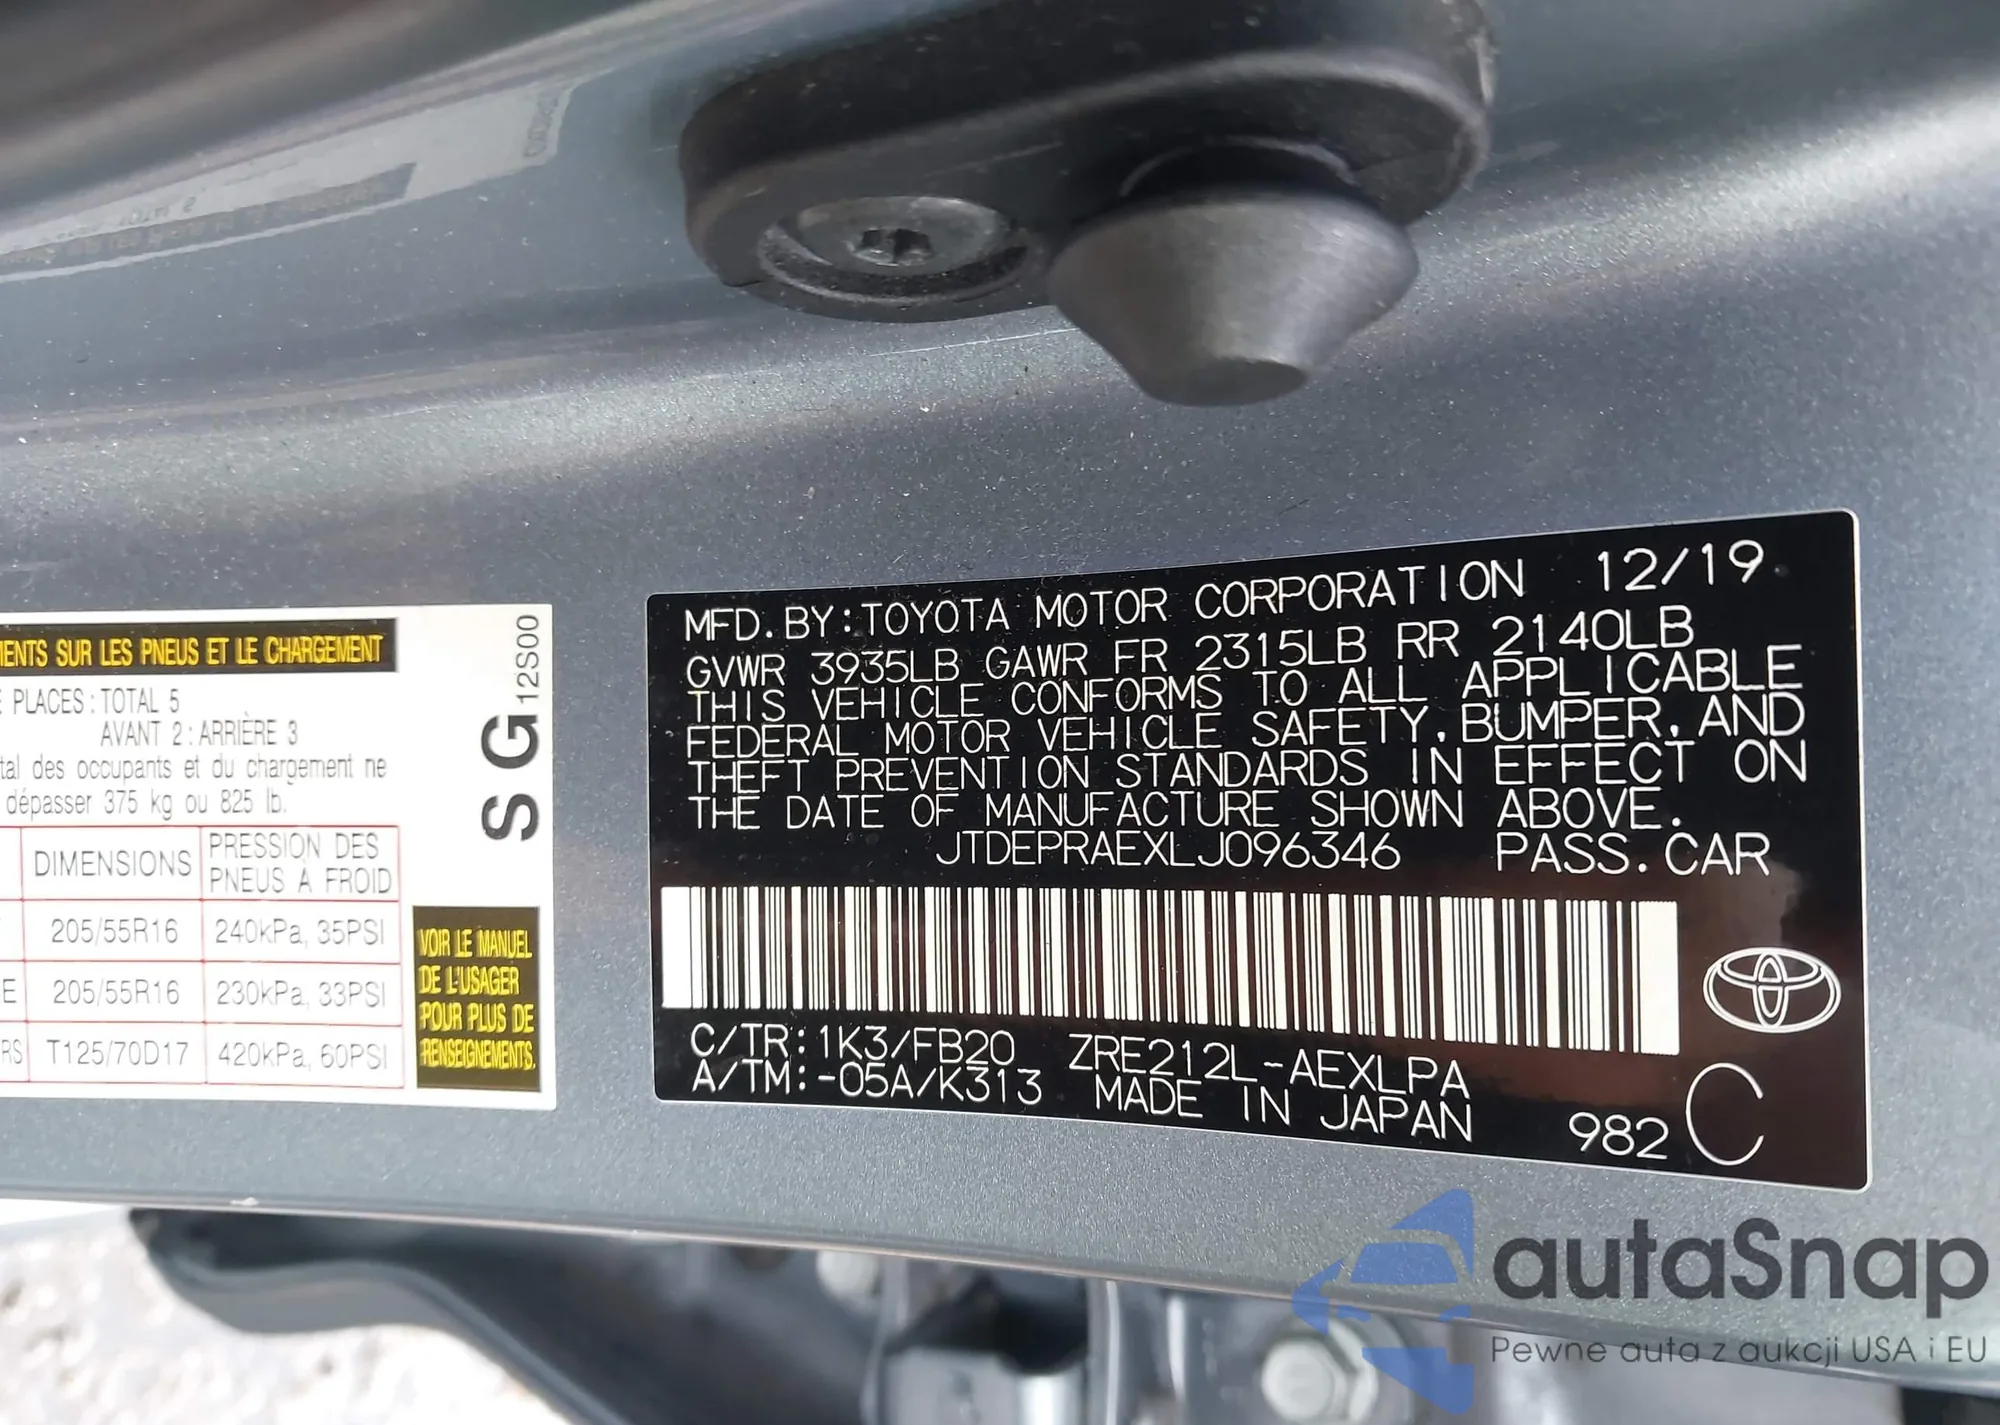 MENTS SUR LES PNEUS ET LE CHARGEMENT
PLACES : TOTAL 5
AVANT 2 : ARRIÈRE 3
tal des occupants et du chargement ne
dépasser 375 kg ou 825 lb.
DIMENSIONS
PRESSION DES
PNEUS À FROID
205/55R16
240kPa, 35PSI
E
205/55R16
230kPa, 33PSI
RS
T125/70D17
420kPa, 60PSI
SG 12S00
VOIR LE MANUEL
DE L'USAGER
POUR PLUS DE
RENSEIGNEMENTS.
MFD. BY: TOYOTA MOTOR CORPORATION 12/19
GVWR 3935LB GAWR FR 2315LB RR 2140LB
THIS VEHICLE CONFORMS TO ALL APPLICABLE
FEDERAL MOTOR VEHICLE SAFETY, BUMPER, AND
THEFT PREVENTION STANDARDS IN EFFECT ON
THE DATE OF MANUFACTURE SHOWN ABOVE.
JTDEPRAEXLJ096346 PASS. CAR
C/TR: 1K3/FB20 ZRE212L-AEXLPA
A/TM: -05A/K313 MADE IN JAPAN
982 C
autaSnap
Pewne auta z aukcji USA i EU